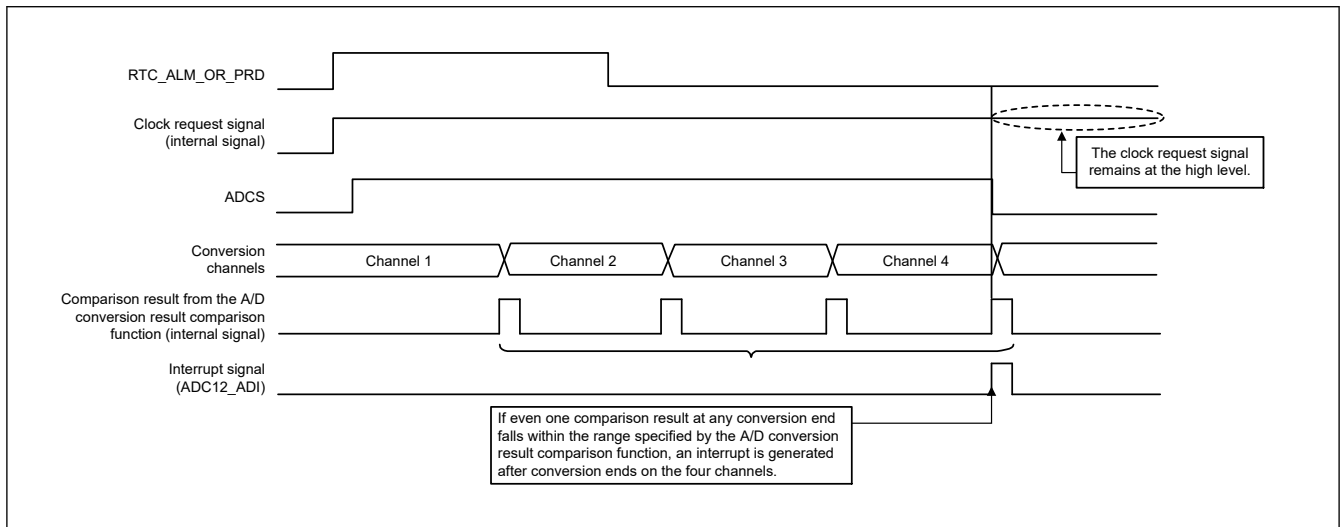 RTC_ALM_OR_PRD
Clock request signal
(internal signal)
The clock request signal
remains at the high level.
ADCS
Conversion
channels
Channel 1
Channel 2
Channel 3
Channel 4
Comparison result from the A/D
conversion result comparison
function (internal signal)
Interrupt signal
(ADC12_ADI)
If even one comparison result at any conversion end
falls within the range specified by the A/D conversion
result comparison function, an interrupt is generated
after conversion ends on the four channels.